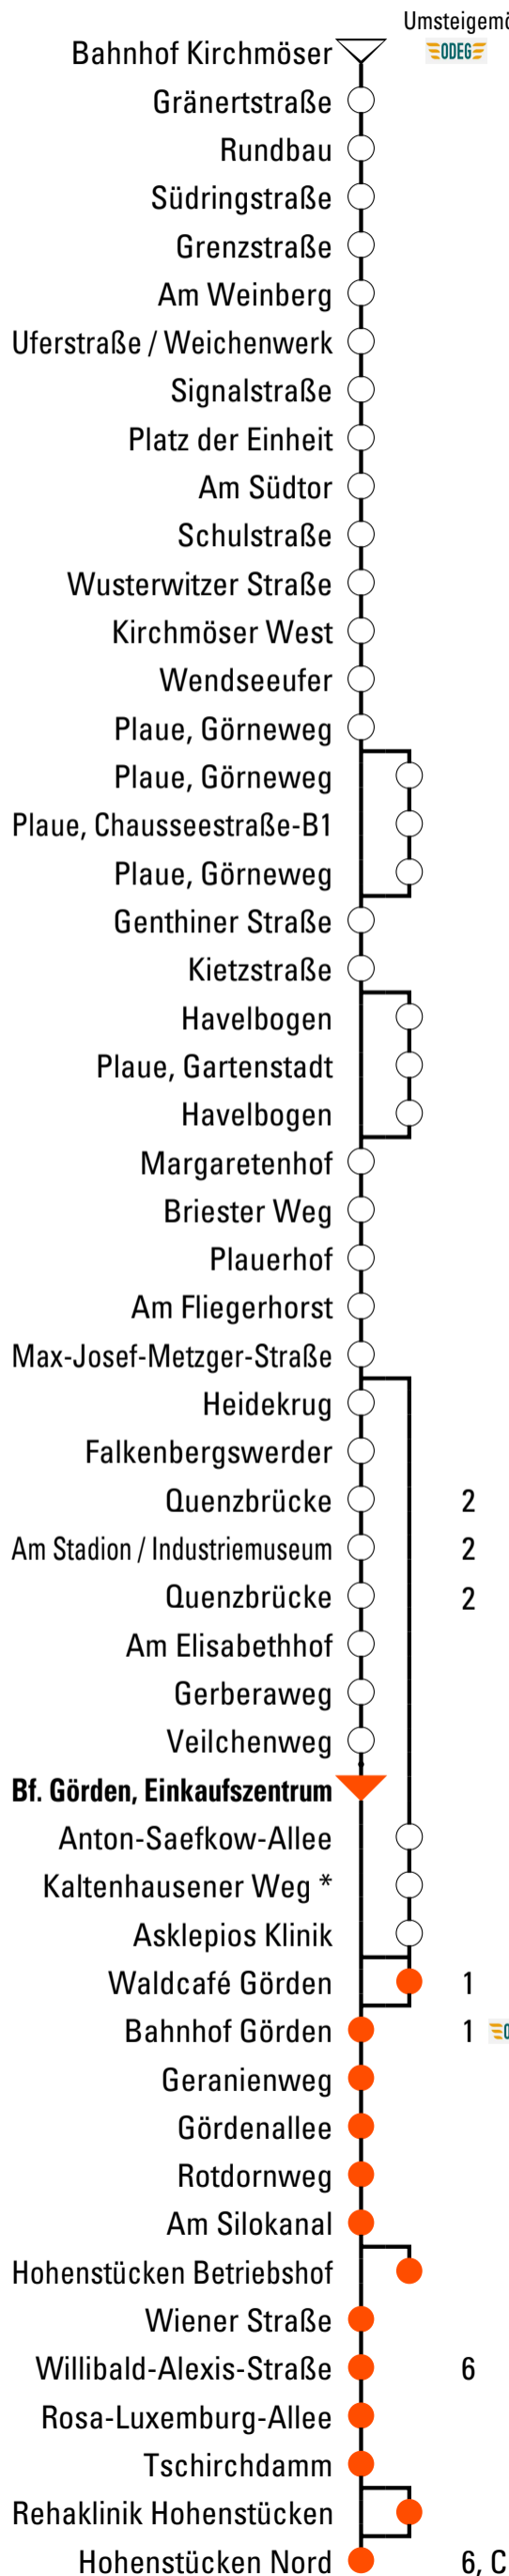 Umsteigemö
Bahnhof Kirchmöser ODEG
Gränertstraße
Rundbau
Südringstraße
Grenzstraße
Am Weinberg
Uferstraße / Weichenwerk
Signalstraße
Platz der Einheit
Am Südtor
Schulstraße
Wusterwitzer Straße
Kirchmöser West
Wendseeufer
Plaue, Görneweg
Plaue, Görneweg
Plaue, Chausseestraße-B1
Plaue, Görneweg
Genthiner Straße
Kietzstraße
Havelbogen
Plaue, Gartenstadt
Havelbogen
Margaretenhof
Briester Weg
Plauerhof
Am Fliegerhorst
Max-Josef-Metzger-Straße
Heidekrug
Falkenbergswerder
Quenzbrücke 2
Am Stadion / Industriemuseum 2
Quenzbrücke 2
Am Elisabethhof
Gerberaweg
Veilchenweg
Bf. Görden, Einkaufszentrum
Anton-Saefkow-Allee
Kaltenhausener Weg *
Asklepios Klinik
Waldcafé Görden 1
Bahnhof Görden 1
Geranienweg
Gördenallee
Rotdornweg
Am Silokanal
Hohenstücken Betriebshof
Wiener Straße
Willibald-Alexis-Straße 6
Rosa-Luxemburg-Allee
Tschirchdamm
Rehaklinik Hohenstücken
Hohenstücken Nord 6, C